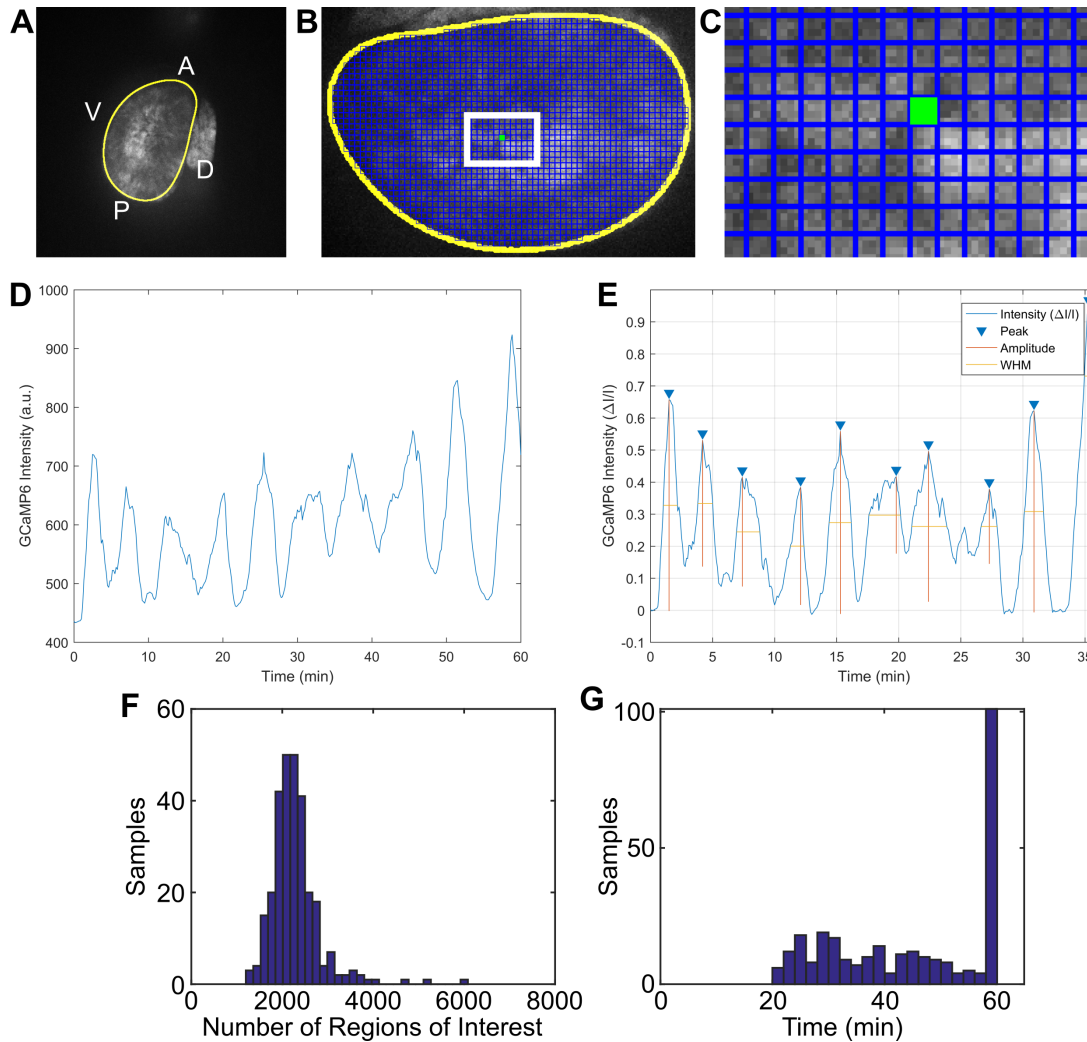 A
A
V
D
P
B
C
D
1000
900
800
700
600
500
400
GCaMP6 Intensity (a.u.)
0 10 20 30 40 50 60
Time (min)
E
0.9
0.8
0.7
0.6
0.5
0.4
0.3
0.2
0.1
0
-0.1
GCaMP6 Intensity (ΔI/I)
Intensity (ΔI/I)
Peak
Amplitude
WHM
0 5 10 15 20 25 30 35
Time (min)
F
60
40
20
0
Samples
0 2000 4000 6000 8000
Number of Regions of Interest
G
100
50
0
Samples
0 20 40 60
Time (min)